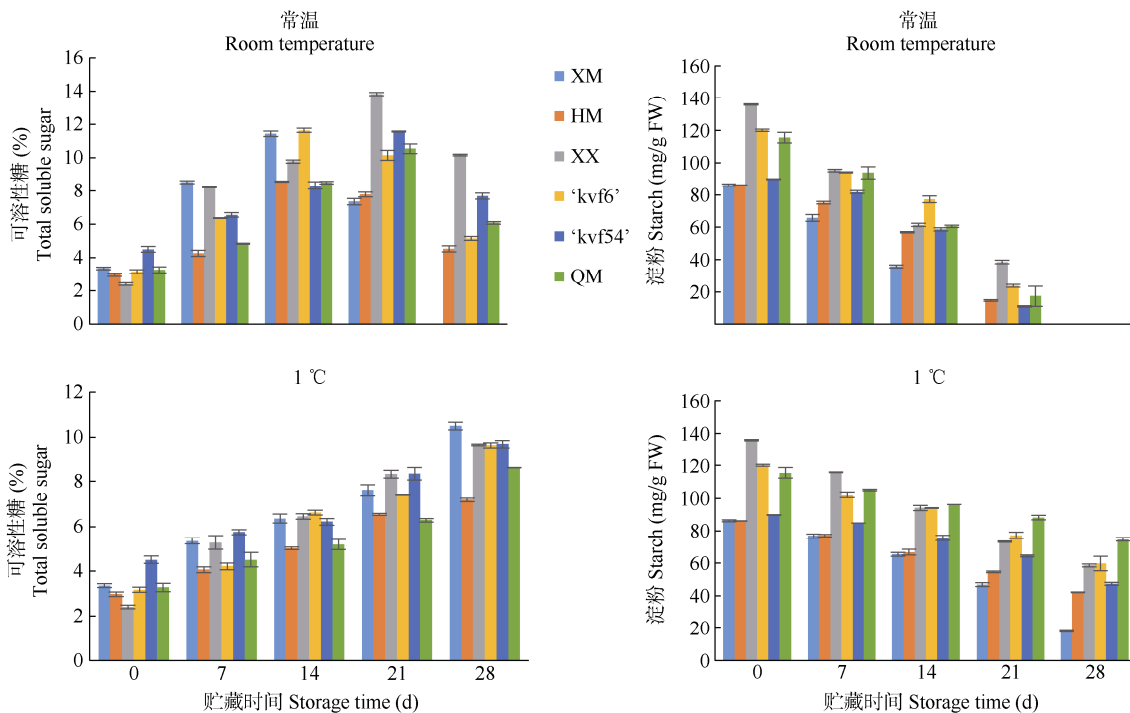 常温
Room temperature
可溶性糖 (%)
Total soluble sugar
16
14
12
10
8
6
4
2
0
XM
HM
XX
‘kvf6’
‘kvf54’
QM
常温
Room temperature
淀粉 Starch (mg/g FW)
160
140
120
100
80
60
40
20
1 ℃
可溶性糖 (%)
Total soluble sugar
12
10
8
6
4
2
0
0 7 14 21 28
贮藏时间 Storage time (d)
1 ℃
淀粉 Starch (mg/g FW)
160
140
120
100
80
60
40
20
0
0 7 14 21 28
贮藏时间 Storage time (d)